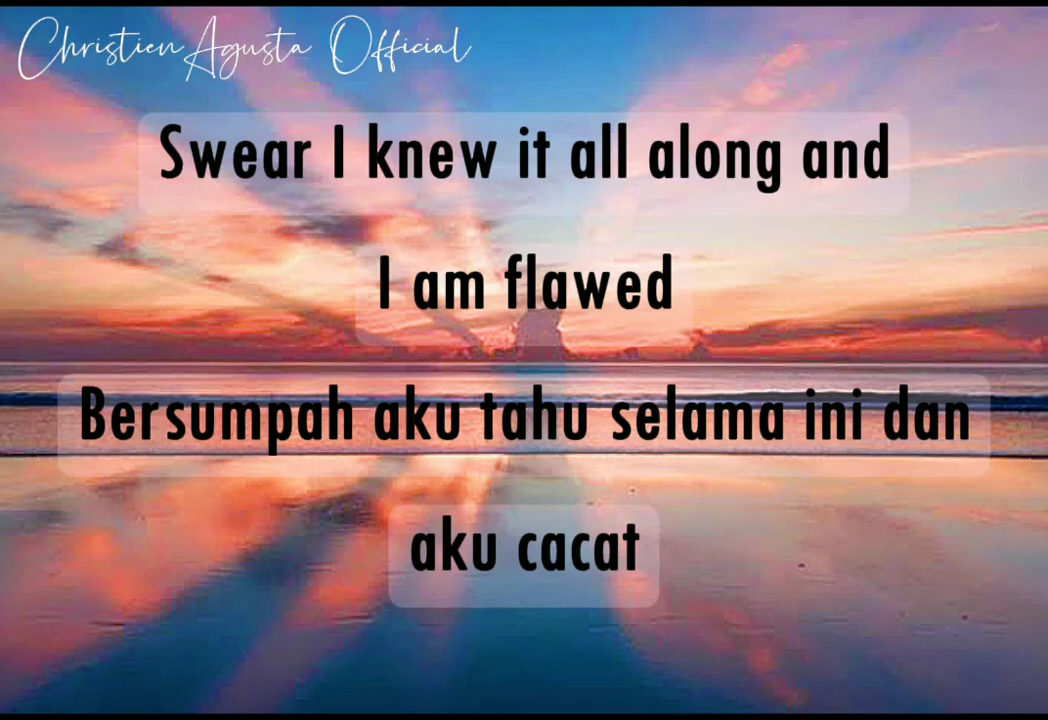 Christien Agusta Official
Swear I knew it all along and
I am flawed
Bersumpah aku tahu selama ini dan
aku cacat